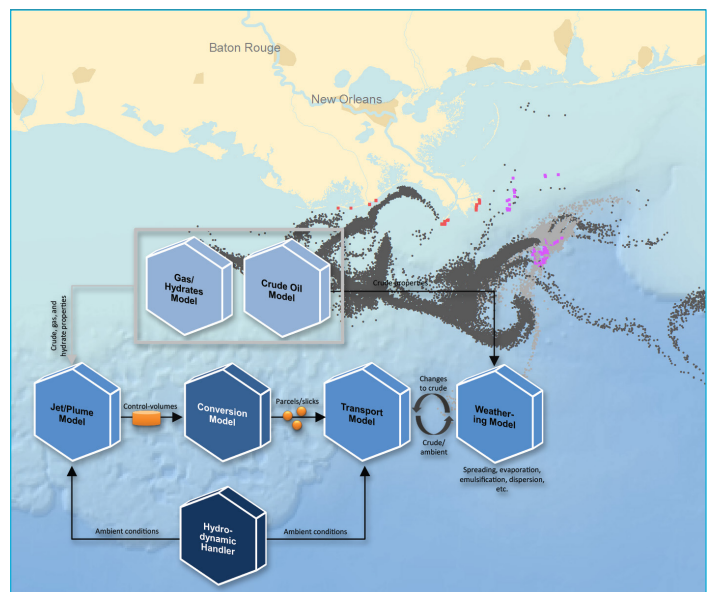 Baton Rouge
New Orleans
Gas/
Hydrates
Model
Crude Oil
Model
Crude properties
Crude, gas, and
hydrate properties
Jet/Plume
Model
Control-volumes
Conversion
Model
Parcels/slicks
Transport
Model
Changes
to crude
Crude/
ambient
Weather-
ing Model
Spreading, evaporation,
emulsification, dispersion,
etc.
Ambient conditions
Hydro-
dynamic
Handler
Ambient conditions